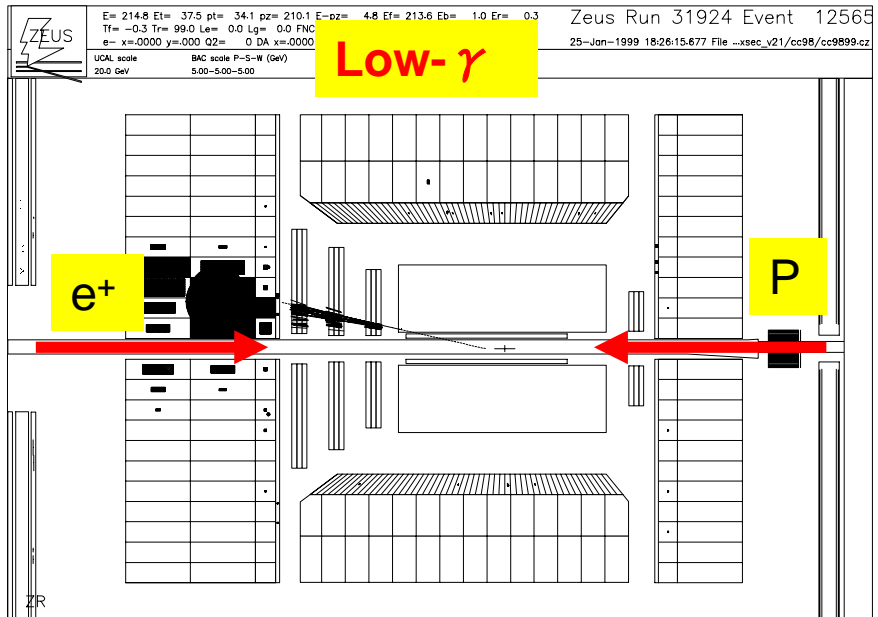 ZEUS
E= 214.8 Et= 37.5 pt= 34.1 pz= 210.1 E-pz= 4.8 Ef= 213.6 Eb= 1.0 Er= 0.3
Tf= -0.3 Tr= 99.0 Le= 0.0 Lg= 0.0 FNC
e- x=.0000 y=.000 Q2= 0 DA x=.0000
UCAL scale
20.0 GeV
BAC scale P-S-W (GeV)
5.00-5.00-5.00
Zeus Run 31924 Event 12565
25-Jan-1999 18:26:15.677 File ...xsec_v21/cc98/cc9899.cz
Low-γ
e+
P
ZR